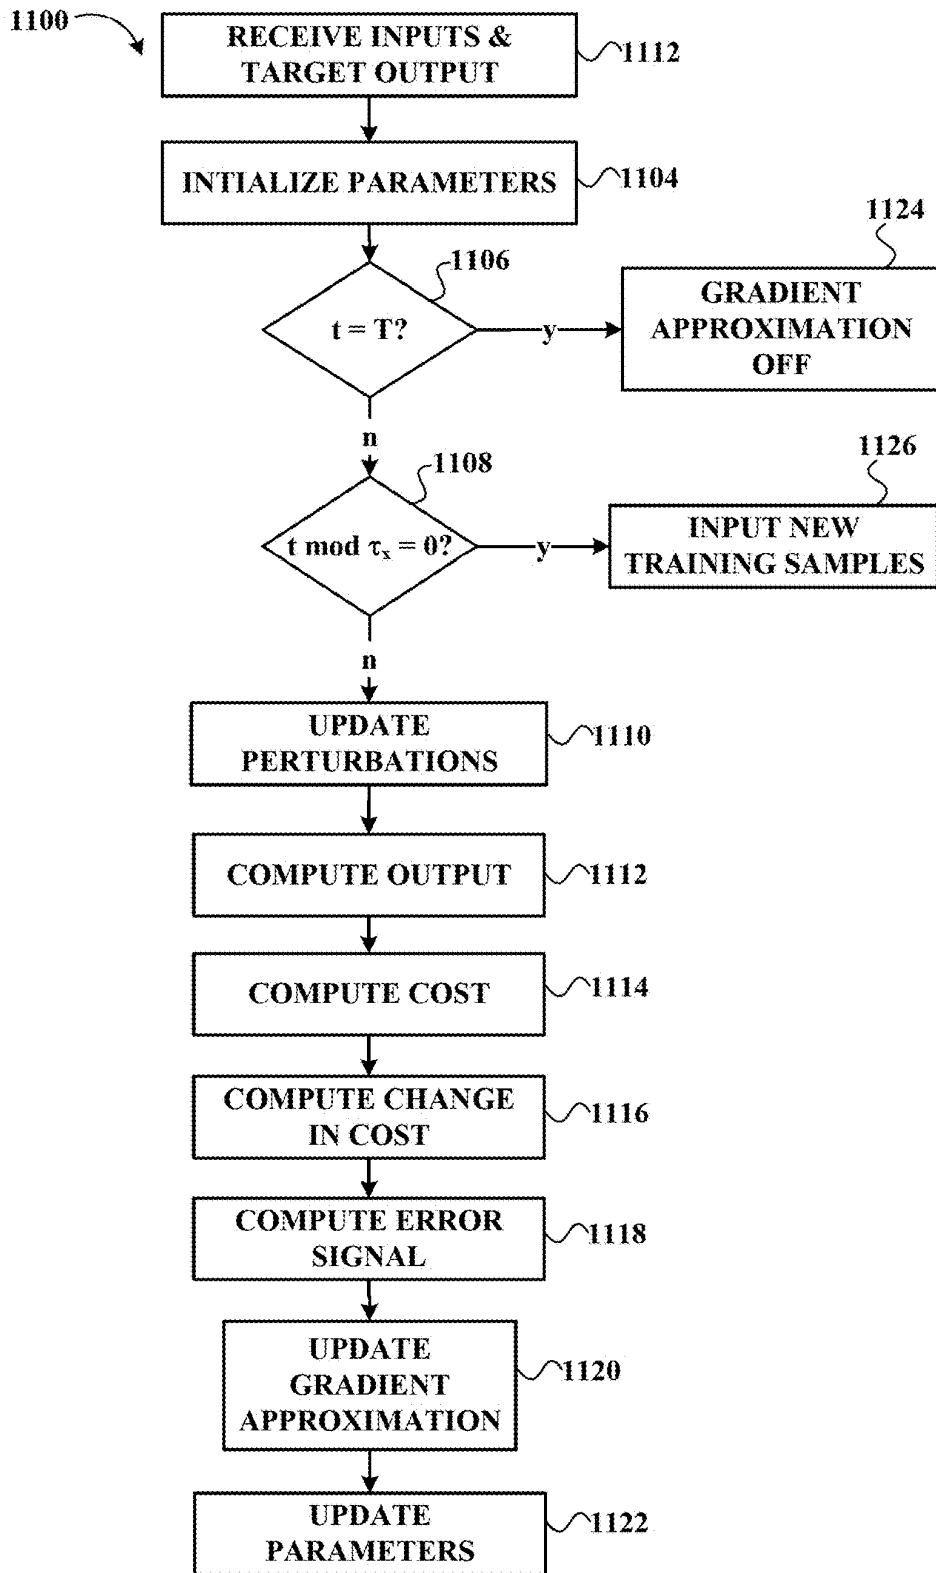 1100
RECEIVE INPUTS &
TARGET OUTPUT
1112
INTIALIZE PARAMETERS
1104
1106
t = T?
y
1124
GRADIENT
APPROXIMATION
OFF
n
1108
t mod τx = 0?
y
1126
INPUT NEW
TRAINING SAMPLES
n
UPDATE
PERTURBATIONS
1110
COMPUTE OUTPUT
1112
COMPUTE COST
1114
COMPUTE CHANGE
IN COST
1116
COMPUTE ERROR
SIGNAL
1118
UPDATE
GRADIENT
APPROXIMATION
1120
UPDATE
PARAMETERS
1122